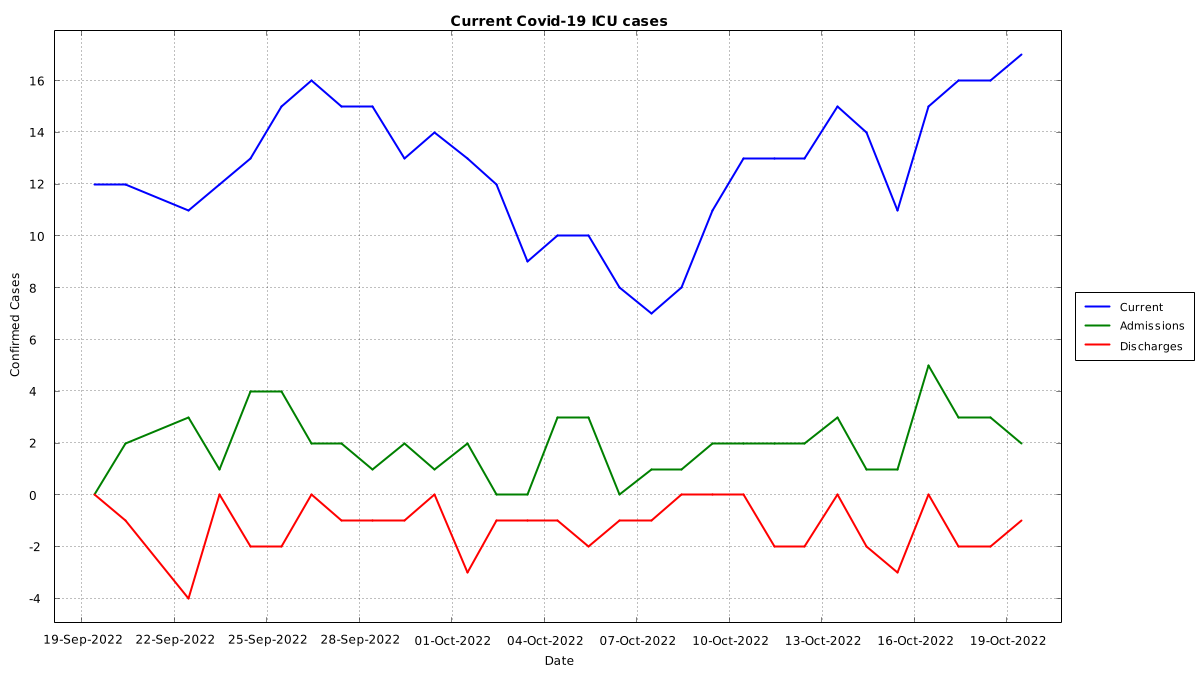 Current Covid-19 ICU cases
16
14
12
10
8
6
4
2
0
-2
-4
Confirmed Cases
19-Sep-2022 22-Sep-2022 25-Sep-2022 28-Sep-2022 01-Oct-2022 04-Oct-2022 07-Oct-2022 10-Oct-2022 13-Oct-2022 16-Oct-2022 19-Oct-2022
Date
Current
Admissions
Discharges